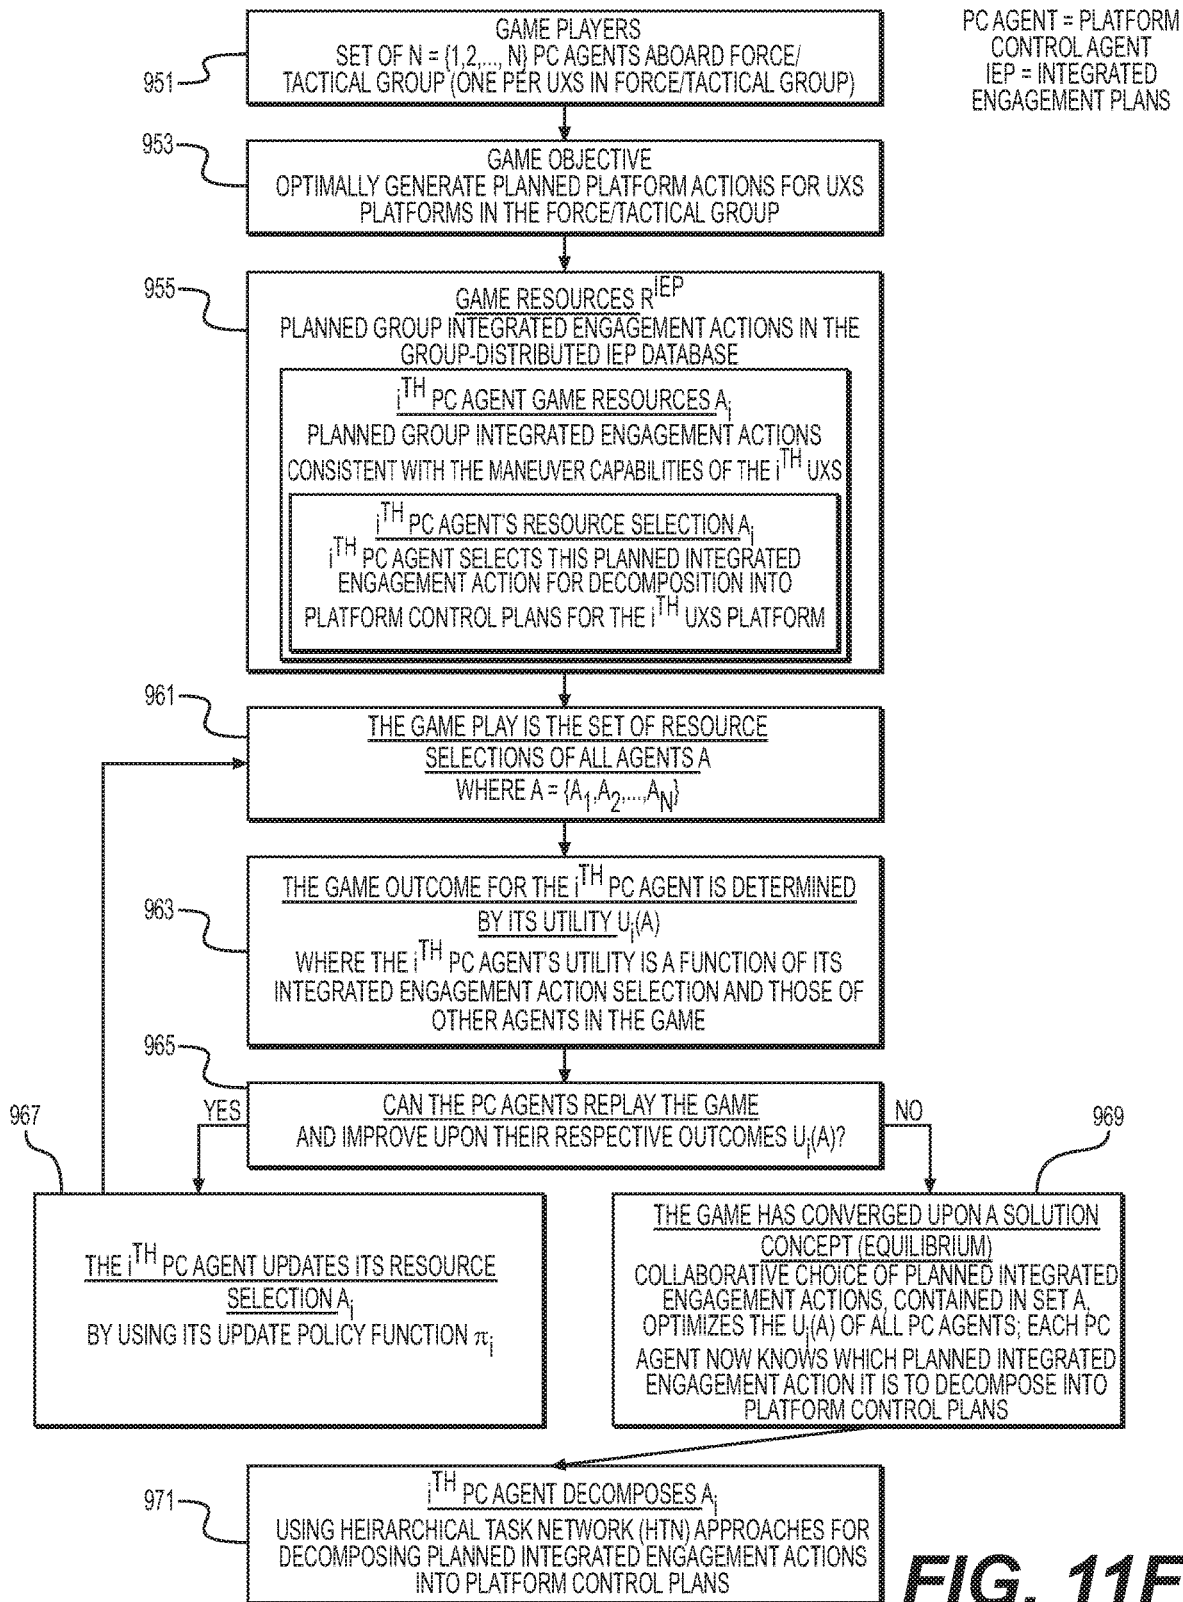 PC AGENT = PLATFORM
CONTROL AGENT
IEP = INTEGRATED
ENGAGEMENT PLANS
951
GAME PLAYERS
SET OF N = {1,2,..., N} PC AGENTS ABOARD FORCE/
TACTICAL GROUP (ONE PER UXS IN FORCE/TACTICAL GROUP)
953
GAME OBJECTIVE
OPTIMALLY GENERATE PLANNED PLATFORM ACTIONS FOR UXS
PLATFORMS IN THE FORCE/TACTICAL GROUP
955
GAME RESOURCES R^IEP
PLANNED GROUP INTEGRATED ENGAGEMENT ACTIONS IN THE
GROUP-DISTRIBUTED IEP DATABASE
i^TH PC AGENT GAME RESOURCES A_i
PLANNED GROUP INTEGRATED ENGAGEMENT ACTIONS
CONSISTENT WITH THE MANEUVER CAPABILITIES OF THE i^TH UXS
i^TH PC AGENT'S RESOURCE SELECTION A_i
i^TH PC AGENT SELECTS THIS PLANNED INTEGRATED
ENGAGEMENT ACTION FOR DECOMPOSITION INTO
PLATFORM CONTROL PLANS FOR THE i^TH UXS PLATFORM
961
THE GAME PLAY IS THE SET OF RESOURCE
SELECTIONS OF ALL AGENTS A
WHERE A = {A_1,A_2,...,A_N}
963
THE GAME OUTCOME FOR THE i^TH PC AGENT IS DETERMINED
BY ITS UTILITY U_i(A)
WHERE THE i^TH PC AGENT'S UTILITY IS A FUNCTION OF ITS
INTEGRATED ENGAGEMENT ACTION SELECTION AND THOSE OF
OTHER AGENTS IN THE GAME
965
CAN THE PC AGENTS REPLAY THE GAME
AND IMPROVE UPON THEIR RESPECTIVE OUTCOMES U_i(A)?
YES
NO
967
THE i^TH PC AGENT UPDATES ITS RESOURCE
SELECTION A_i
BY USING ITS UPDATE POLICY FUNCTION π_i
969
THE GAME HAS CONVERGED UPON A SOLUTION
CONCEPT (EQUILIBRIUM)
COLLABORATIVE CHOICE OF PLANNED INTEGRATED
ENGAGEMENT ACTIONS, CONTAINED IN SET A,
OPTIMIZES THE U_i(A) OF ALL PC AGENTS; EACH PC
AGENT NOW KNOWS WHICH PLANNED INTEGRATED
ENGAGEMENT ACTION IT IS TO DECOMPOSE INTO
PLATFORM CONTROL PLANS
971
i^TH PC AGENT DECOMPOSES A_i
USING HEIRARCHICAL TASK NETWORK (HTN) APPROACHES FOR
DECOMPOSING PLANNED INTEGRATED ENGAGEMENT ACTIONS
INTO PLATFORM CONTROL PLANS
FIG. 11F